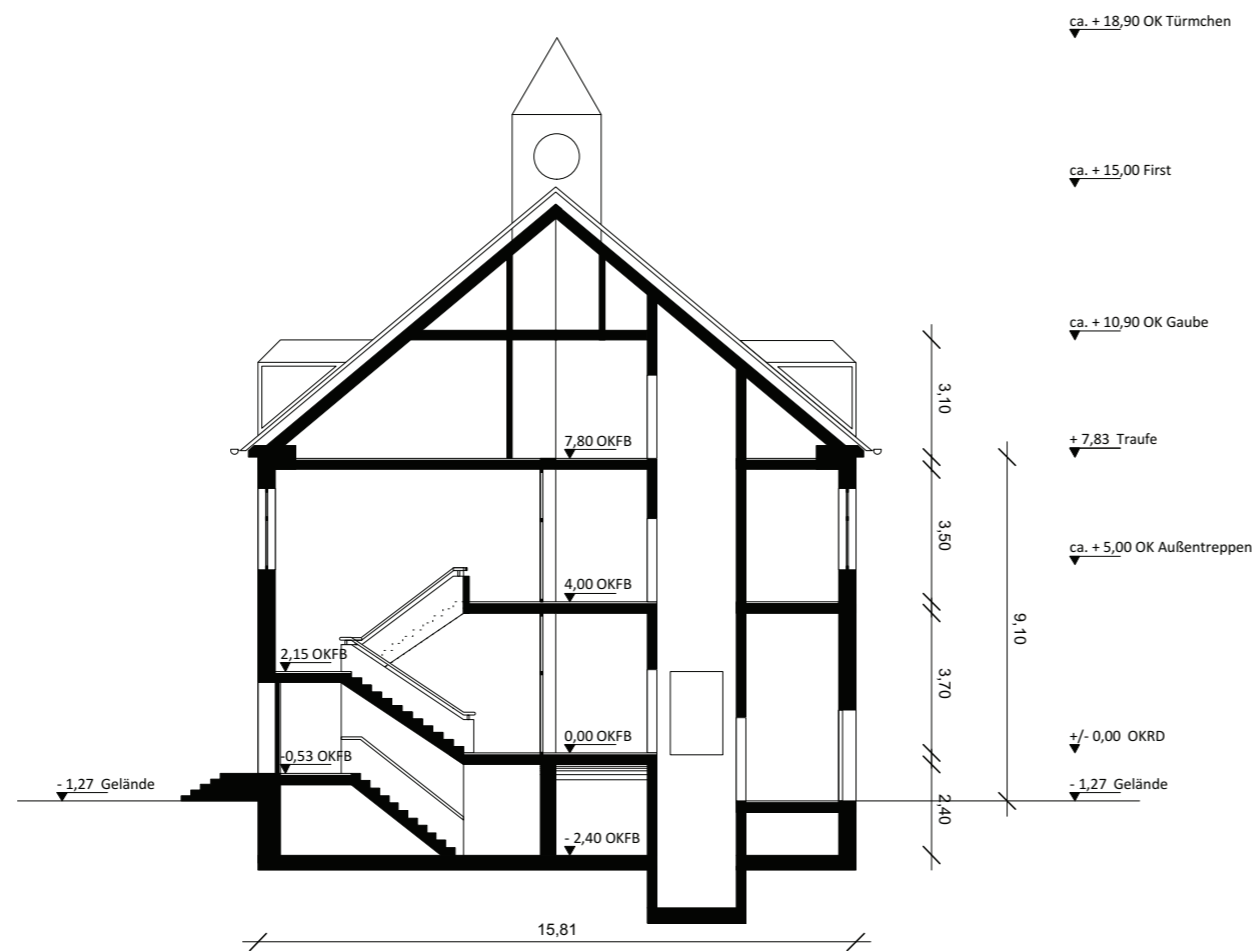 ca. + 18,90 OK Türmchen
ca. + 15,00 First
ca. + 10,90 OK Gaube
3,10
7,80 OKFB
+ 7,83 Traufe
3,50
ca. + 5,00 OK Außentreppen
4,00 OKFB
9,10
2,15 OKFB
3,70
0,00 OKFB
+/- 0,00 OKRD
-0,53 OKFB
- 1,27 Gelände
- 1,27 Gelände
2,40
- 2,40 OKFB
15,81